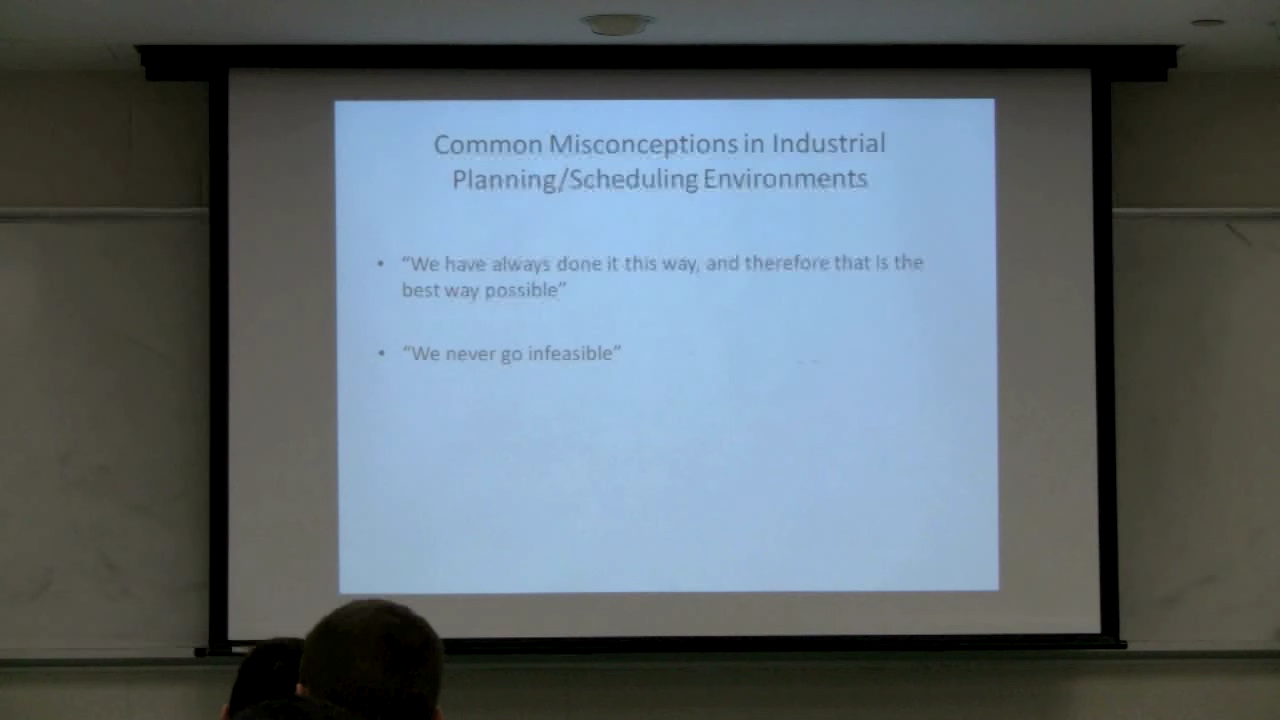 Common Misconceptions in Industrial
Planning/Scheduling Environments
• “We have always done it this way, and therefore that is the
best way possible”
• “We never go infeasible”